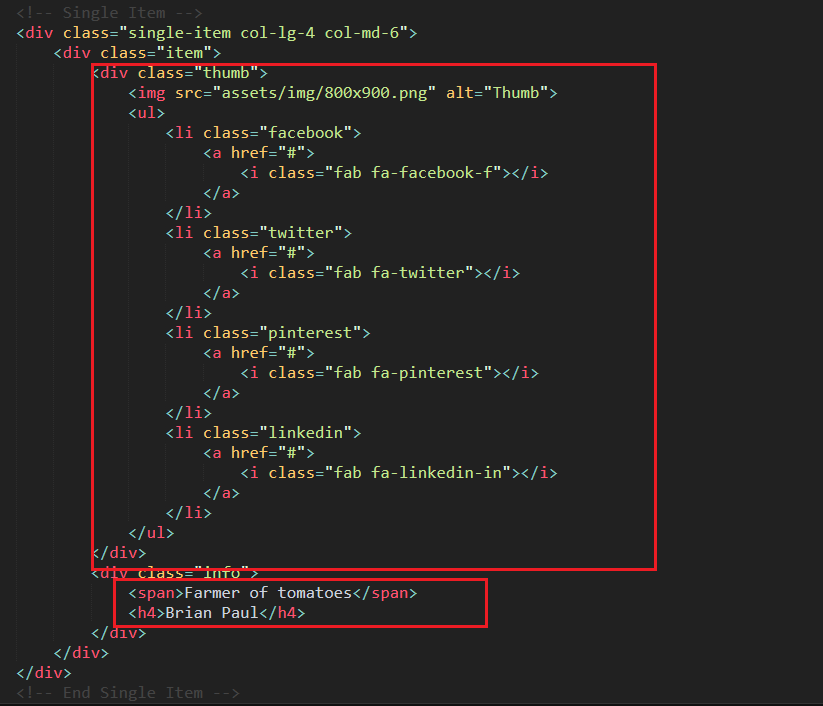 <!-- Single Item -->
<div class="single-item col-lg-4 col-md-6">
<div class="item">
<div class="thumb">
<img src="assets/img/800x900.png" alt="Thumb">
<ul>
<li class="facebook">
<a href="#">
<i class="fab fa-facebook-f"></i>
</a>
</li>
<li class="twitter">
<a href="#">
<i class="fab fa-twitter"></i>
</a>
</li>
<li class="pinterest">
<a href="#">
<i class="fab fa-pinterest"></i>
</a>
</li>
<li class="linkedin">
<a href="#">
<i class="fab fa-linkedin-in"></i>
</a>
</li>
</ul>
</div>
<div class="info">
<span>Farmer of tomatoes</span>
<h4>Brian Paul</h4>
</div>
</div>
</div>
<!-- End Single Item -->